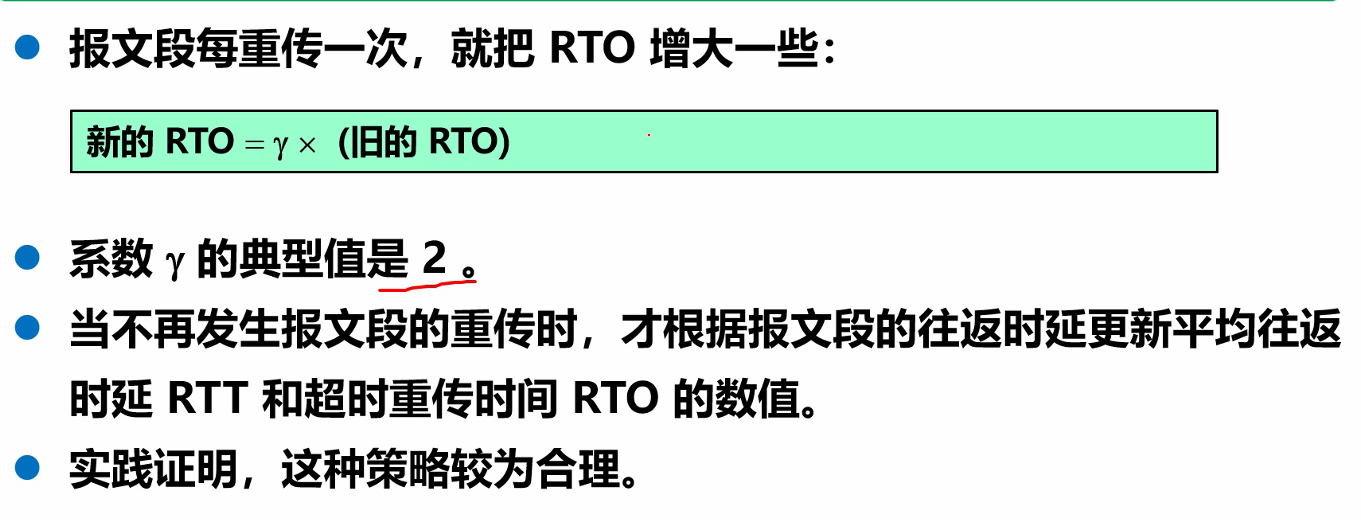 报文段每重传一次，就把 RTO 增大一些：
新的 RTO = γ × (旧的 RTO)
系数 γ 的典型值是 2 。
当不再发生报文段的重传时，才根据报文段的往返时延更新平均往返
时延 RTT 和超时重传时间 RTO 的数值。
实践证明，这种策略较为合理。